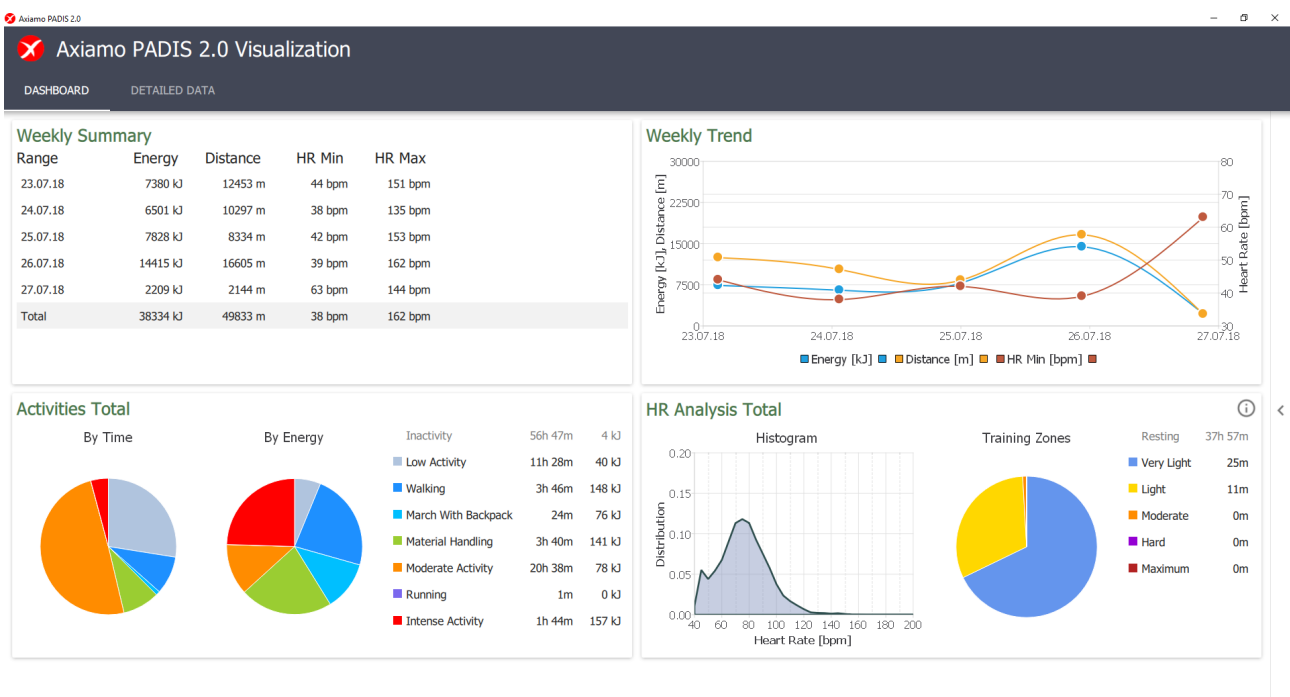 Axiamo PADIS 2.0
Axiamo PADIS 2.0 Visualization
DASHBOARD DETAILED DATA
Weekly Summary
Range Energy Distance HR Min HR Max
23.07.18 7380 kJ 12453 m 44 bpm 151 bpm
24.07.18 6501 kJ 10297 m 38 bpm 135 bpm
25.07.18 7828 kJ 8334 m 42 bpm 153 bpm
26.07.18 14415 kJ 16605 m 39 bpm 162 bpm
27.07.18 2209 kJ 2144 m 63 bpm 144 bpm
Total 38334 kJ 49833 m 38 bpm 162 bpm
Weekly Trend
Energy [kJ], Distance [m]
30000
22500
15000
7500
0
80
70
60
50
40
30
Heart Rate [bpm]
23.07.18 24.07.18 25.07.18 26.07.18 27.07.18
Energy [kJ] Distance [m] HR Min [bpm]
Activities Total
By Time By Energy
Inactivity 56h 47m 4 kJ
Low Activity 11h 28m 40 kJ
Walking 3h 46m 148 kJ
March With Backpack 24m 76 kJ
Material Handling 3h 40m 141 kJ
Moderate Activity 20h 38m 78 kJ
Running 1m 0 kJ
Intense Activity 1h 44m 157 kJ
HR Analysis Total
Histogram
Distribution
0.20
0.15
0.10
0.05
0.00
40 60 80 100 120 140 160 180 200
Heart Rate [bpm]
Training Zones
Resting 37h 57m
Very Light 25m
Light 11m
Moderate 0m
Hard 0m
Maximum 0m